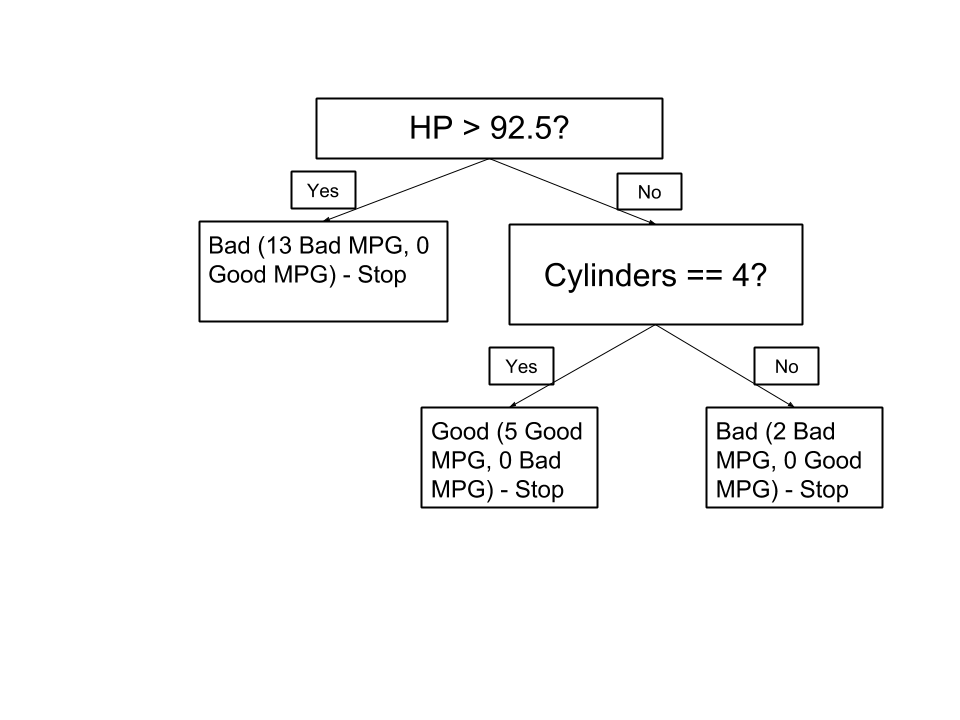 HP > 92.5?
Yes
No
Bad (13 Bad MPG, 0
Good MPG) - Stop
Cylinders == 4?
Yes
No
Good (5 Good
MPG, 0 Bad
MPG) - Stop
Bad (2 Bad
MPG, 0 Good
MPG) - Stop